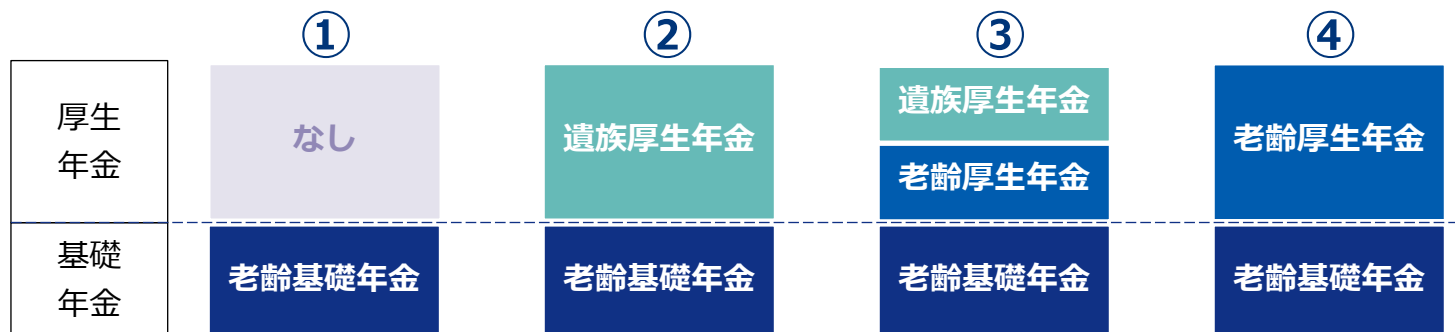 ① ② ③ ④
厚生
年金
なし
遺族厚生年金
遺族厚生年金
老齢厚生年金
老齢厚生年金
基礎
年金
老齢基礎年金
老齢基礎年金
老齢基礎年金
老齢基礎年金